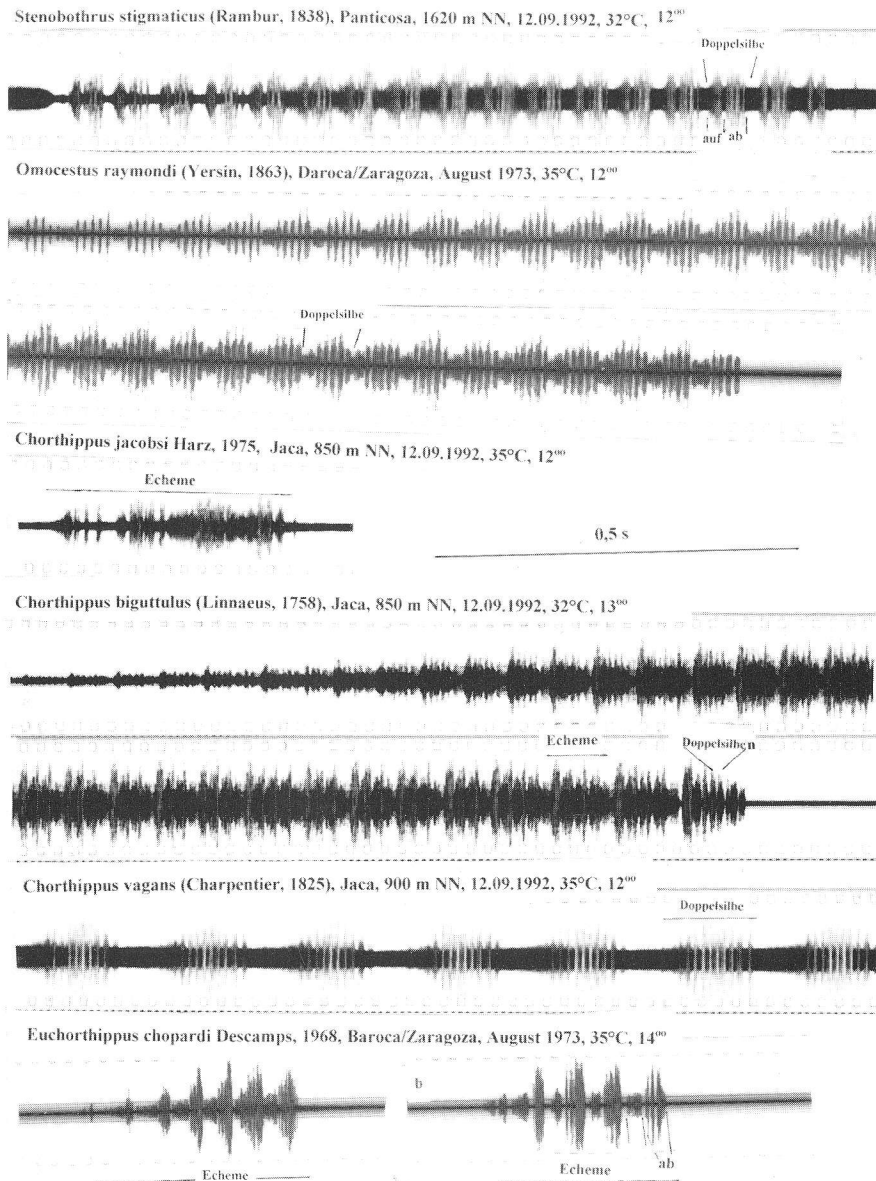 Stenobothrus stigmaticus (Rambur, 1838), Panticosa, 1620 m NN, 12.09.1992, 32°C, 12⁰⁰
Doppelsilbe
auf ab
Omocestus raymondi (Yersin, 1863), Daroca/Zaragoza, August 1973, 35°C, 12⁰⁰
Doppelsilbe
Chorthippus jacobsi Harz, 1975, Jaca, 850 m NN, 12.09.1992, 35°C, 12⁰⁰
Echeme
0,5 s
Chorthippus biguttulus (Linnaeus, 1758), Jaca, 850 m NN, 12.09.1992, 32°C, 13⁰⁰
Echeme Doppelsilben
Chorthippus vagans (Charpentier, 1825), Jaca, 900 m NN, 12.09.1992, 35°C, 12⁰⁰
Doppelsilbe
Euchorthippus chopardi Descamps, 1968, Baroca/Zaragoza, August 1973, 35°C, 14⁰⁰
b
ab
Echeme Echeme